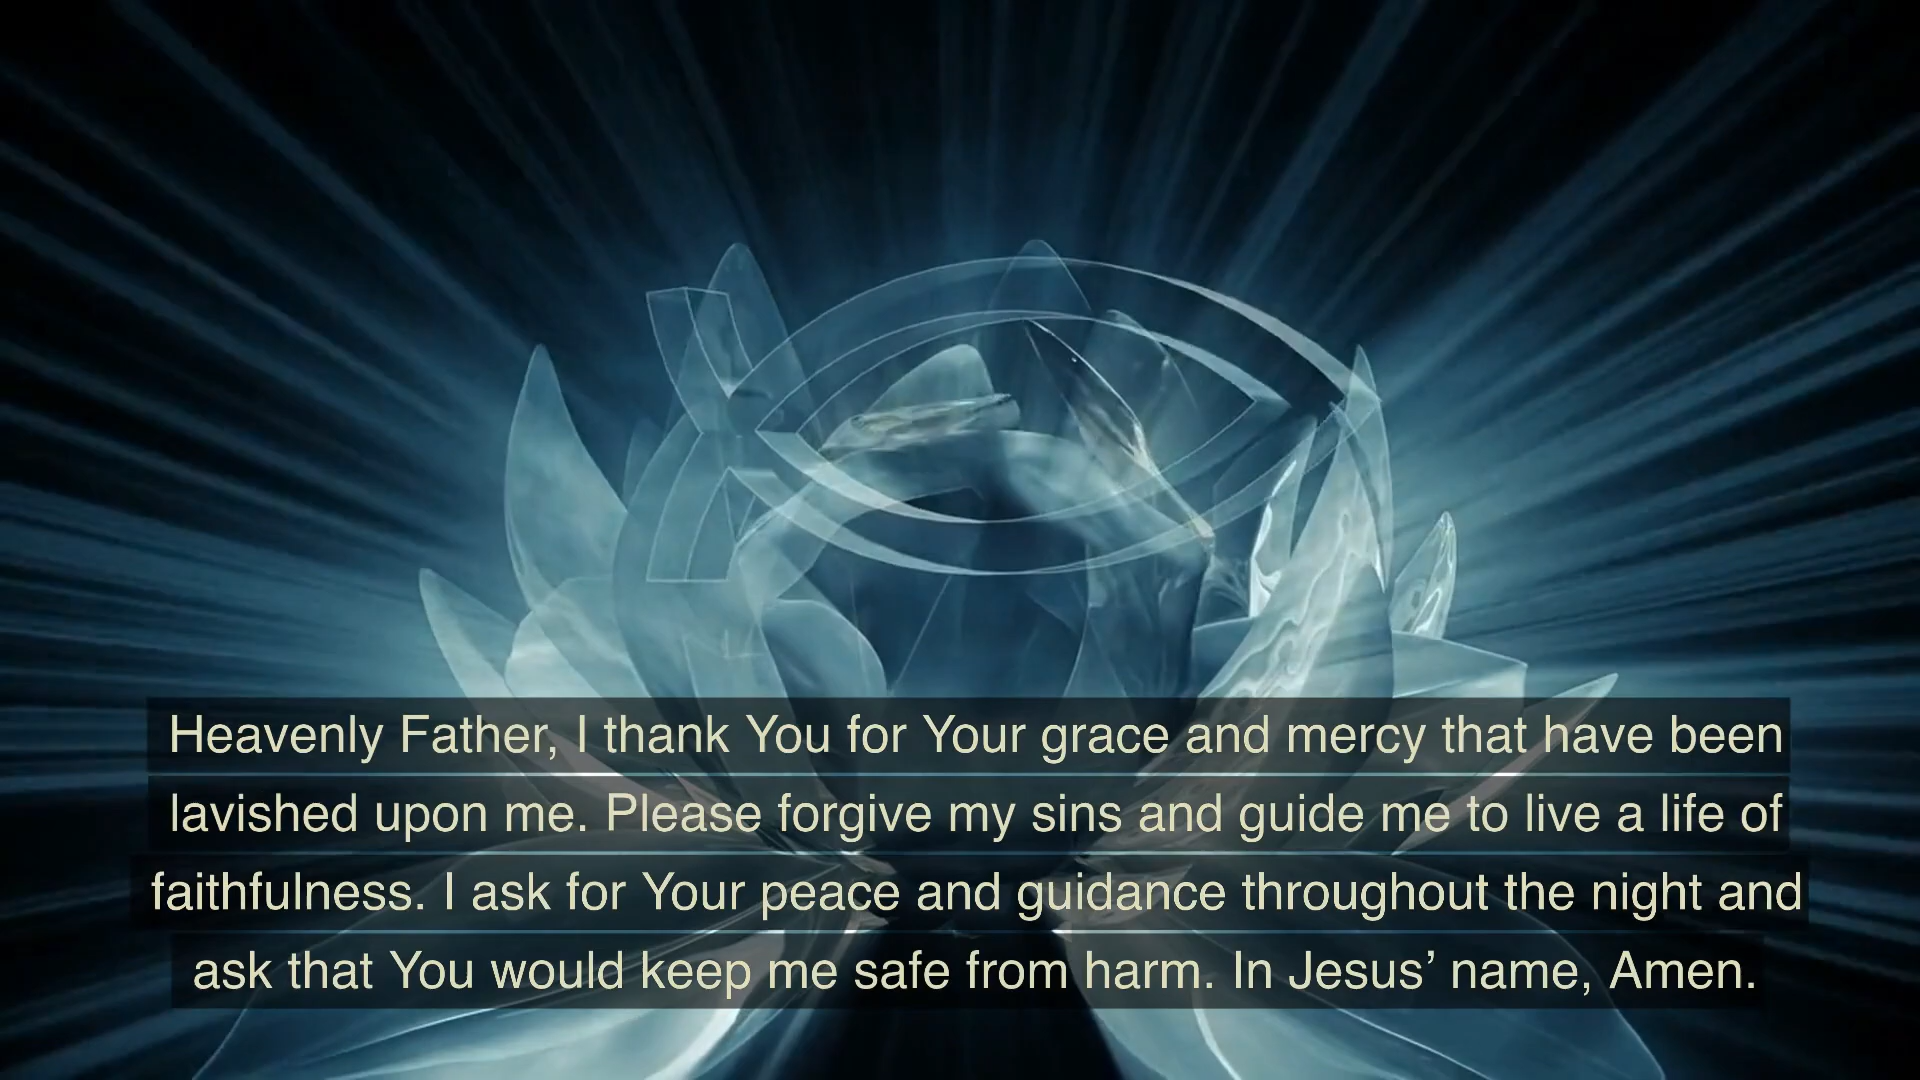 Heavenly Father, I thank You for Your grace and mercy that have been
lavished upon me. Please forgive my sins and guide me to live a life of
faithfulness. I ask for Your peace and guidance throughout the night and
ask that You would keep me safe from harm. In Jesus’ name, Amen.